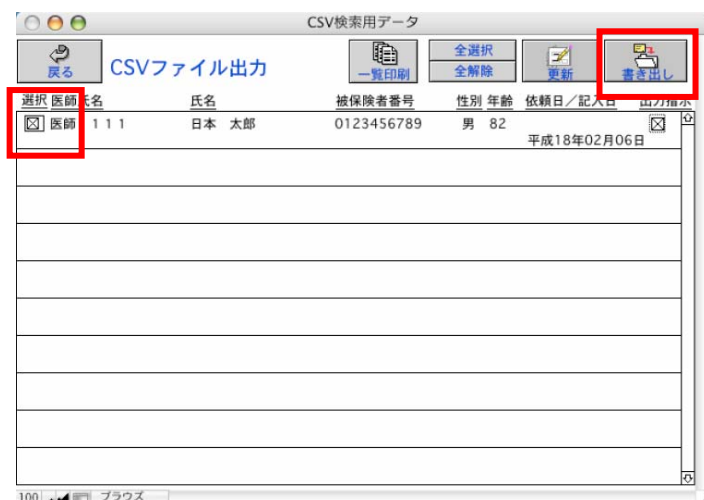 CSV検索用データ
戻る
CSVファイル出力
一覧印刷
全選択
全解除
更新
書き出し
選択 医師氏名 氏名 被保険者番号 性別 年齢 依頼日／記入日 出力指示
医師 １１１ 日本 太郎 0123456789 男 82
平成18年02月06日
100 ブラウズ